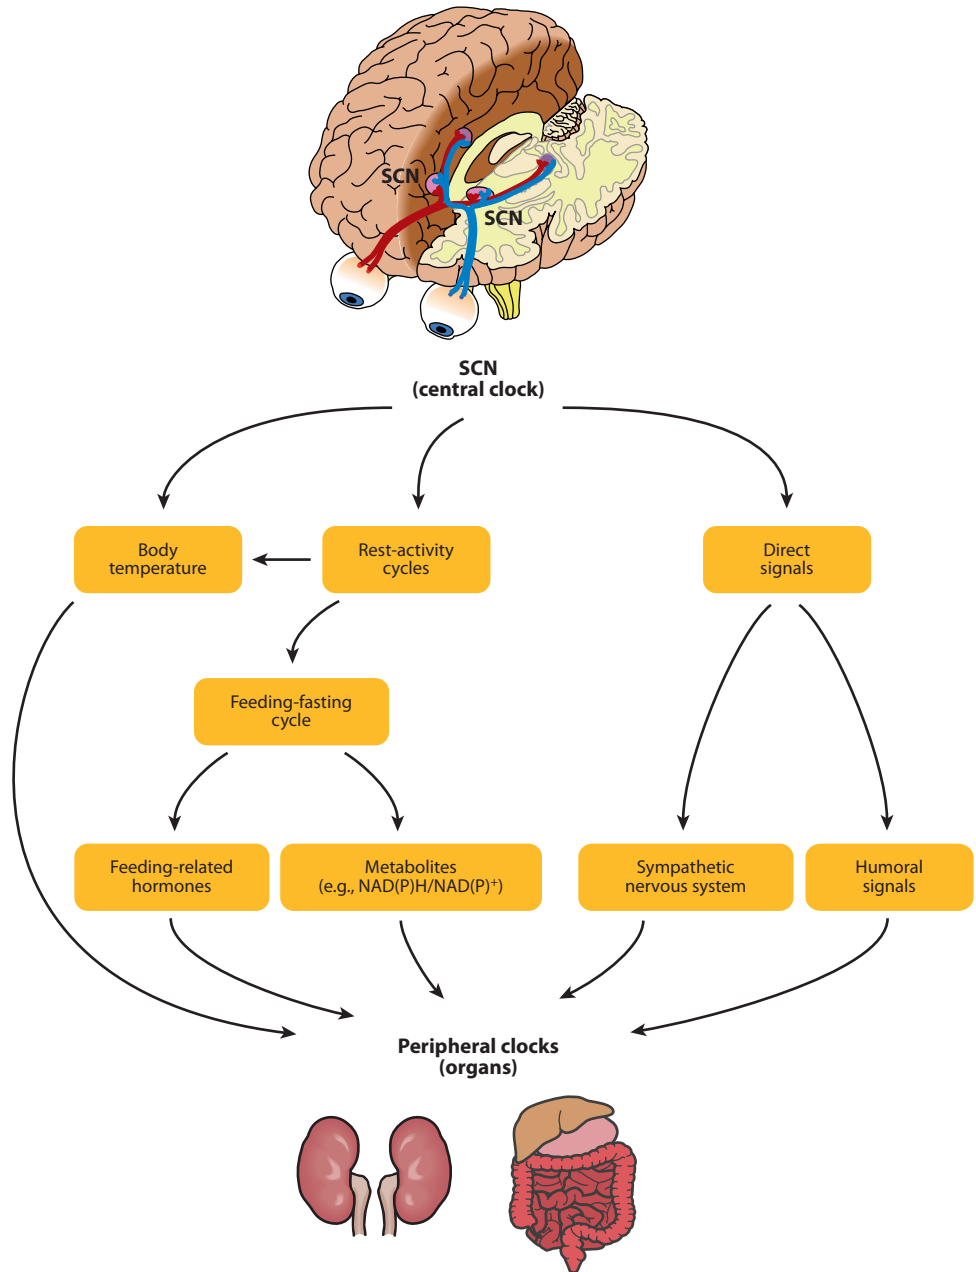 SCN
SCN
SCN
(central clock)
Body
temperature
Rest-activity
cycles
Direct
signals
Feeding-fasting
cycle
Feeding-related
hormones
Metabolites
(e.g., NAD(P)H/NAD(P)⁺)
Sympathetic
nervous system
Humoral
signals
Peripheral clocks
(organs)